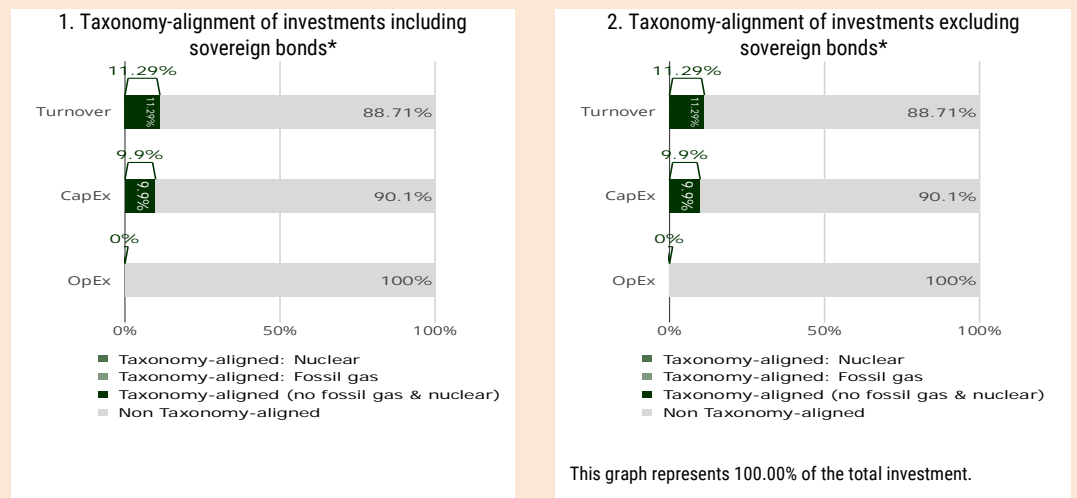 1. Taxonomy-alignment of investments including
sovereign bonds*
11.29%
Turnover
11.29%
88.71%
9.9%
CapEx
9.9%
90.1%
0%
OpEx
100%
0%
50%
100%
Taxonomy-aligned: Nuclear
Taxonomy-aligned: Fossil gas
Taxonomy-aligned (no fossil gas & nuclear)
Non Taxonomy-aligned
2. Taxonomy-alignment of investments excluding
sovereign bonds*
11.29%
Turnover
11.29%
88.71%
9.9%
CapEx
9.9%
90.1%
0%
OpEx
100%
0%
50%
100%
Taxonomy-aligned: Nuclear
Taxonomy-aligned: Fossil gas
Taxonomy-aligned (no fossil gas & nuclear)
Non Taxonomy-aligned
This graph represents 100.00% of the total investment.